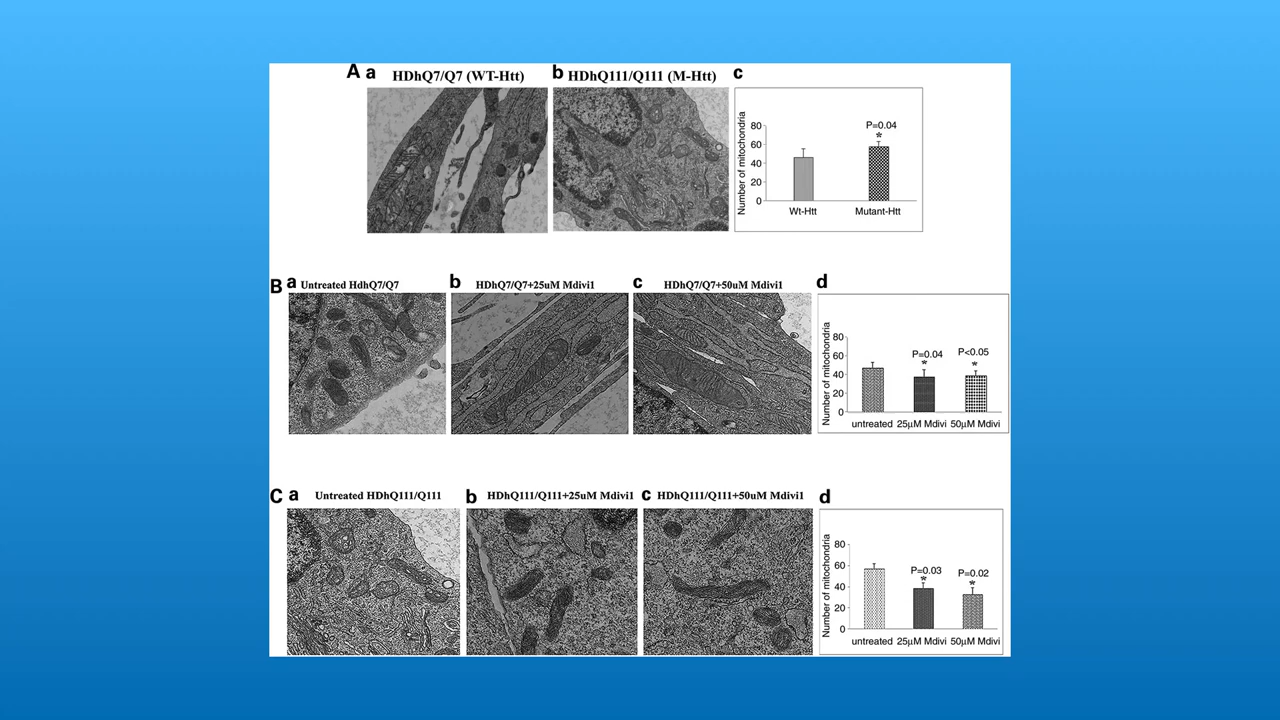 A a HDhQ7/Q7 (WT-Htt) b HDhQ111/Q111 (M-Htt) c
Number of mitochondria
80
60
40
20
0
P=0.04
*
Wt-Htt Mutant-Htt
B a Untreated HdhQ7/Q7 b HDhQ7/Q7+25uM Mdivi1 c HDhQ7/Q7+50uM Mdivi1 d
Number of mitochondria
80
60
40
20
0
P=0.04 P<0.05
* *
untreated 25µM Mdivi 50µM Mdivi
C a Untreated HDhQ111/Q111 b HDhQ111/Q111+25uM Mdivi1 c HDhQ111/Q111+50uM Mdivi1 d
Number of mitochondria
80
60
40
20
0
P=0.03 P=0.02
* *
untreated 25µM Mdivi 50µM Mdivi